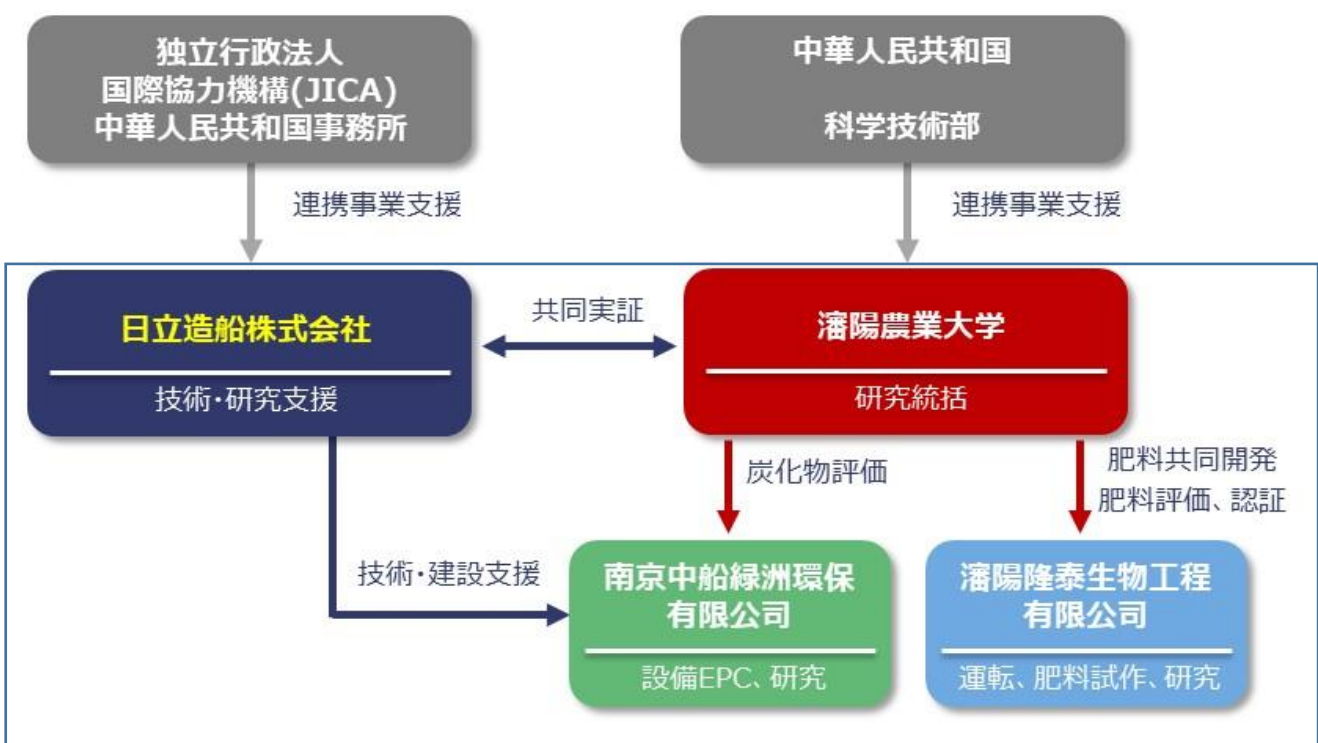 独立行政法人
国際協力機構(JICA)
中華人民共和国事務所
中華人民共和国
科学技術部
連携事業支援
連携事業支援
日立造船株式会社
技術・研究支援
共同実証
瀋陽農業大学
研究統括
炭化物評価
肥料共同開発
肥料評価、認証
技術・建設支援
南京中船緑洲環保
有限公司
設備EPC、研究
瀋陽隆泰生物工程
有限公司
運転、肥料試作、研究